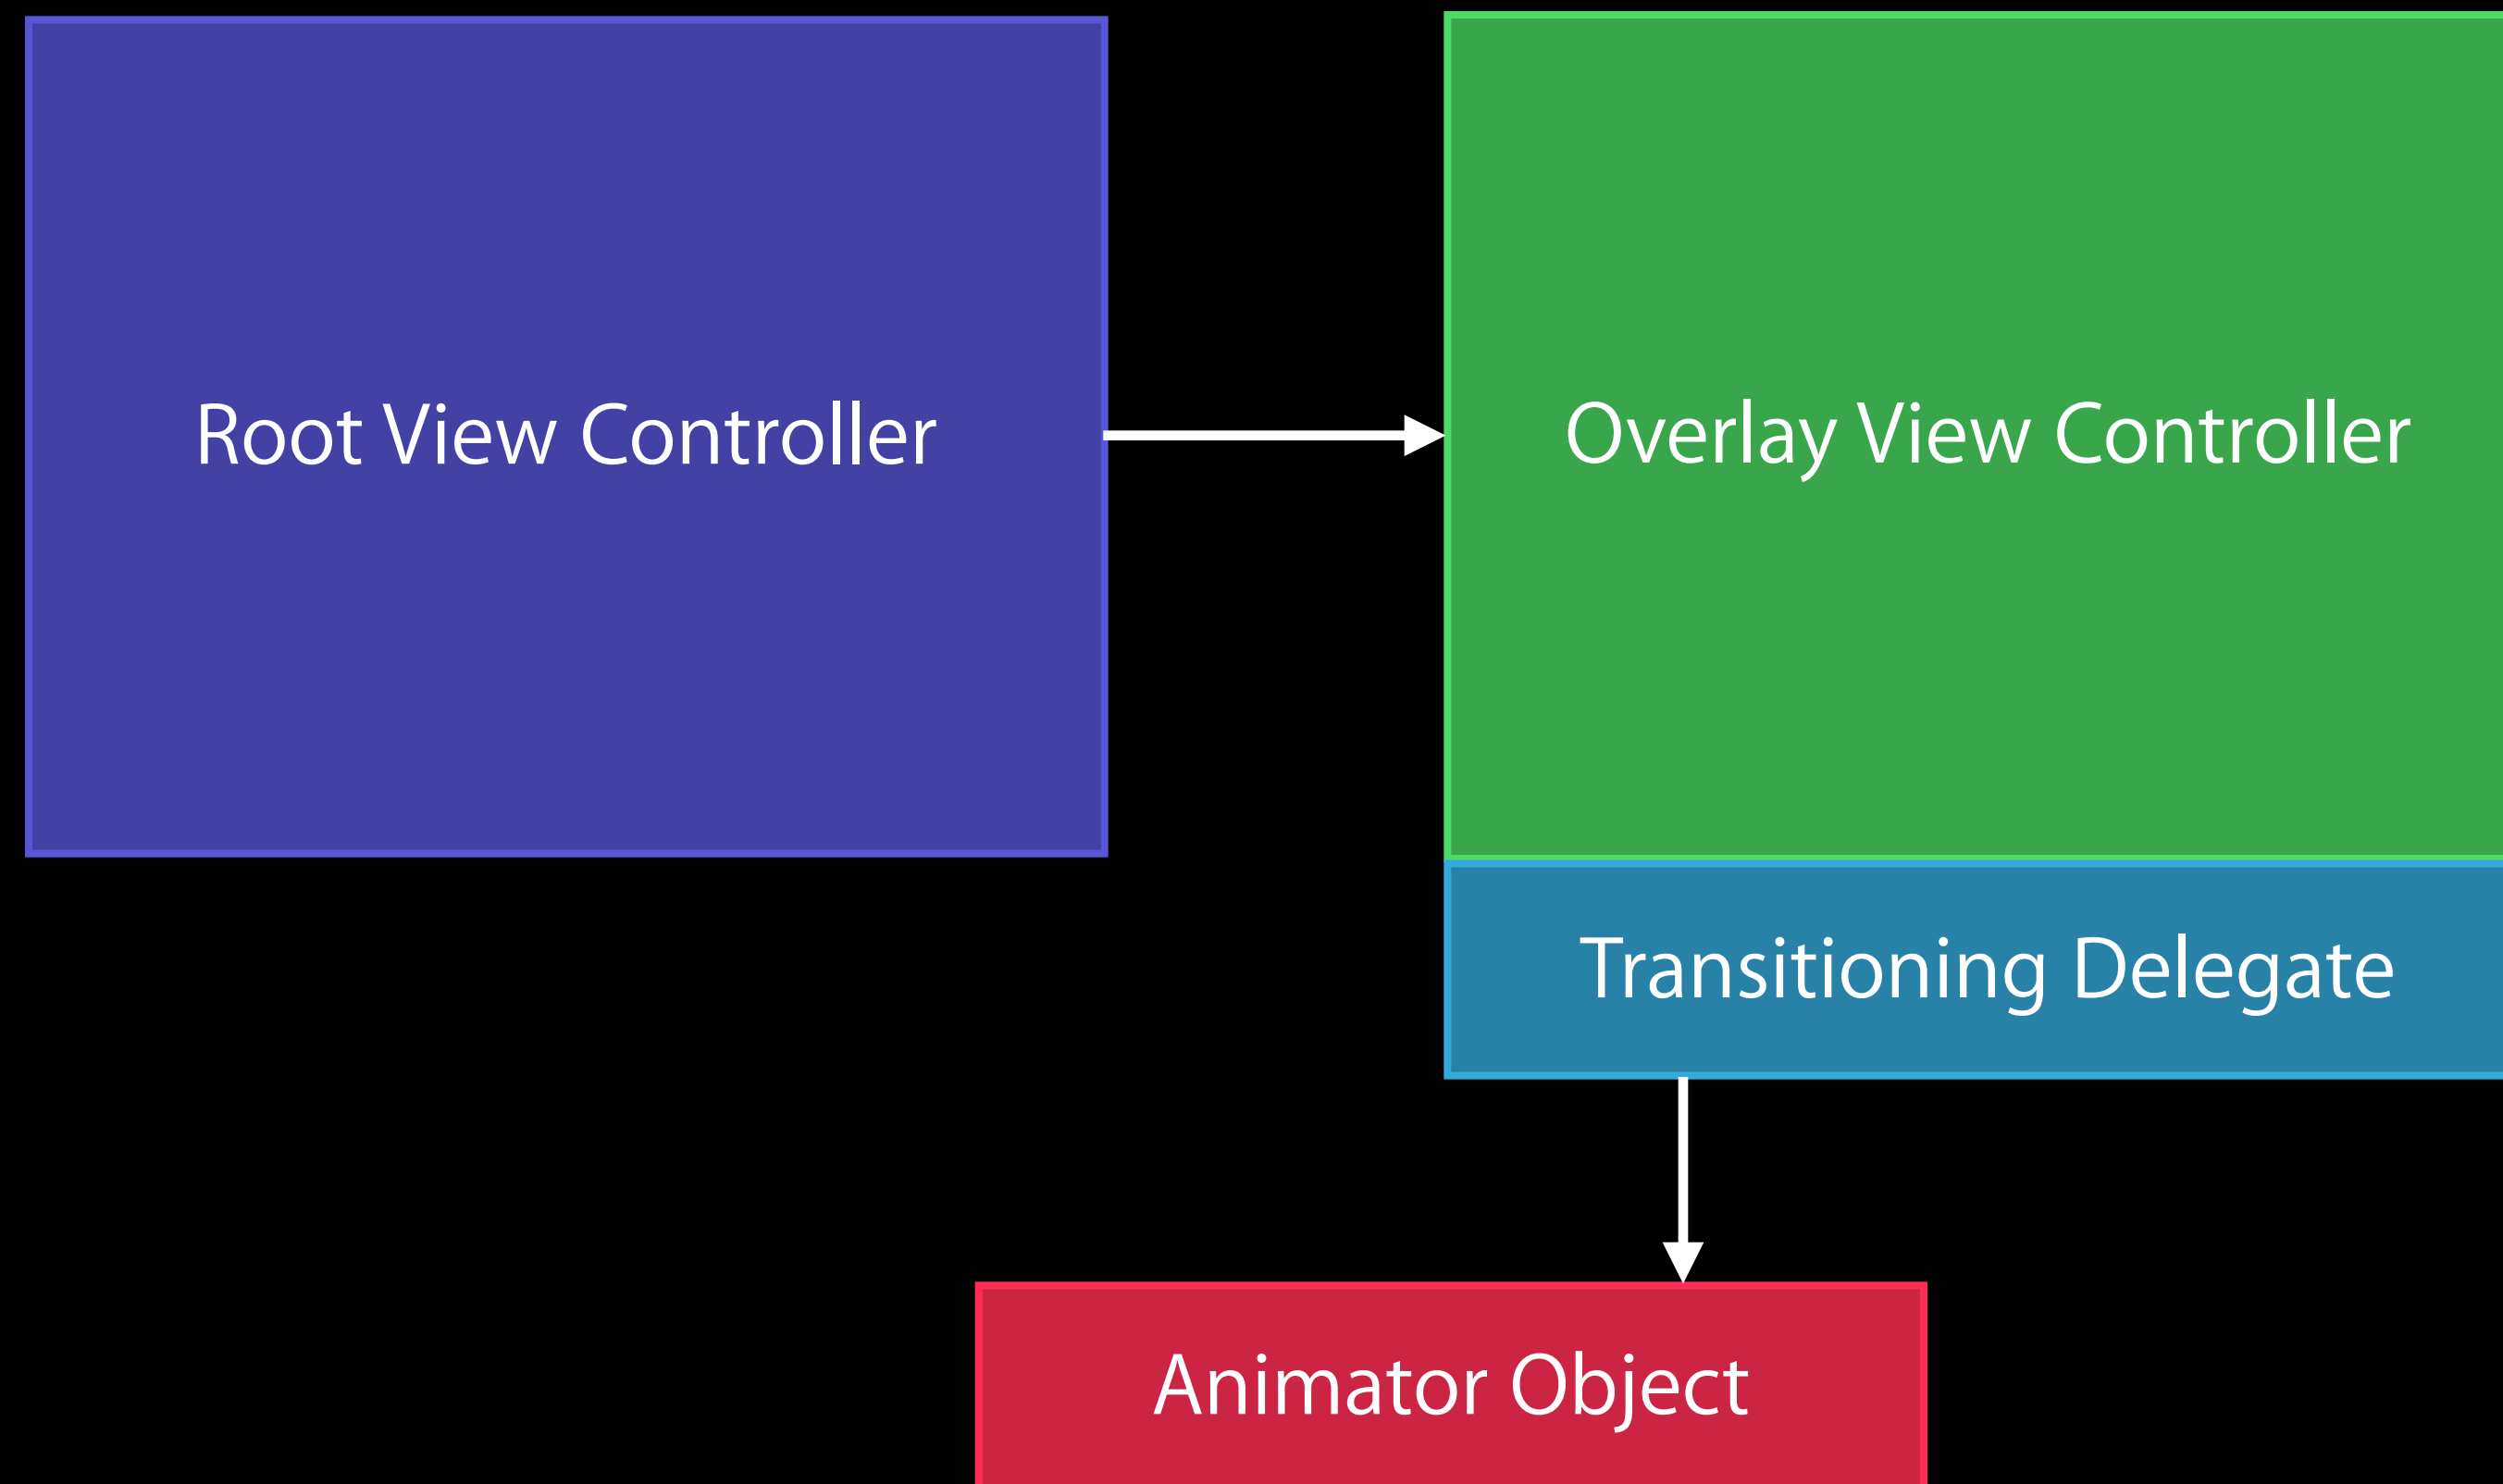 Root View Controller
Overlay View Controller
Transitioning Delegate
Animator Object